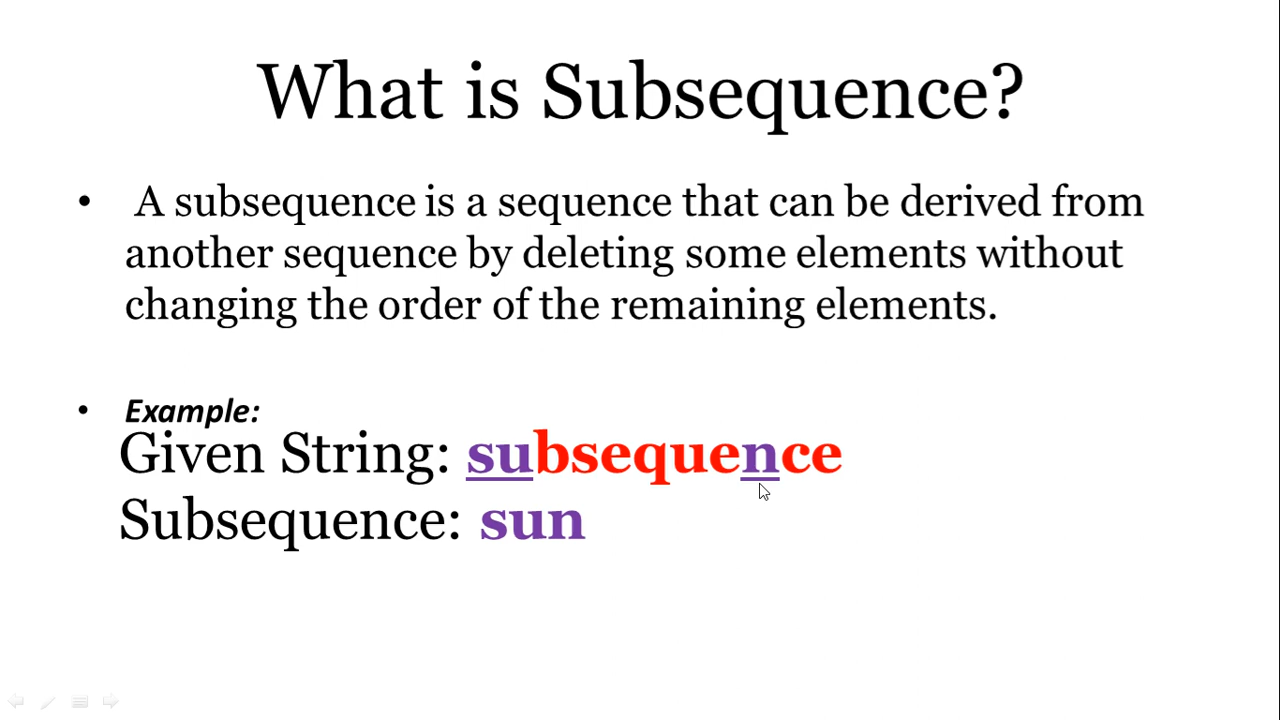 What is Subsequence?
• A subsequence is a sequence that can be derived from
another sequence by deleting some elements without
changing the order of the remaining elements.
• Example:
Given String: subsequence
Subsequence: sun